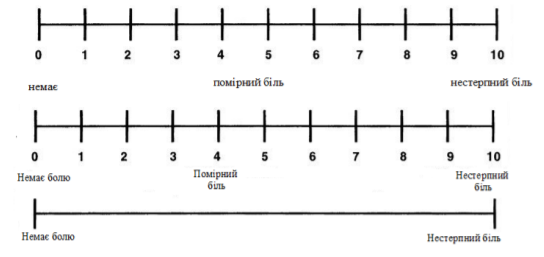 0 1 2 3 4 5 6 7 8 9 10
немає помірний біль нестерпний біль
0 1 2 3 4 5 6 7 8 9 10
Немає болю Помірний Нестерпний
біль біль
Немає болю Нестерпний біль